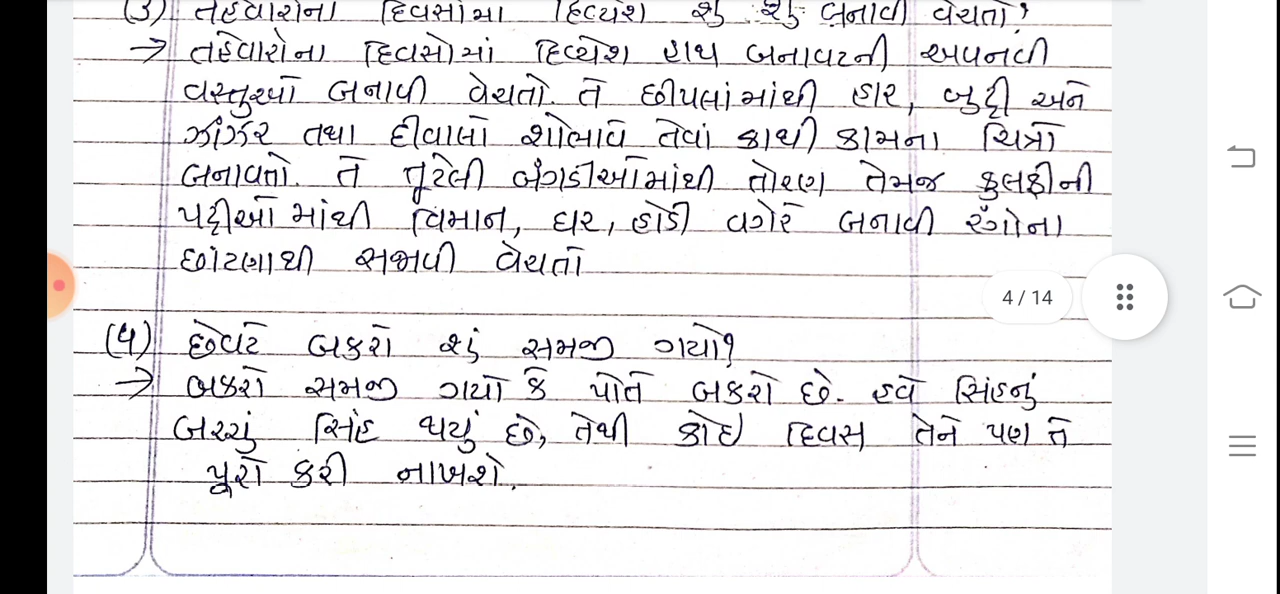 (3) તહેવારોના દિવસોમાં દિવ્યેશ શું શું બનાવી વેચતો?
→ તહેવારોના દિવસોમાં દિવ્યેશ હાથ બનાવટની અવનવી
વસ્તુઓ બનાવી વેચતો. તે છીપલાંમાંથી હાર, બુટ્ટી અને
ઝાંઝર તથા દીવાલો શોભાવે તેવાં કાથી કામના ચિત્રો
બનાવતો. તે તૂટેલી બંગડીઓમાંથી તોરણ તેમજ કુલફીની
પટ્ટીઓ માંથી વિમાન, ઘર, હોડી વગેરે બનાવી રંગોના
છાંટણાથી સજાવી વેચતો
4 / 14
(૫) છેવટે બકરો શું સમજી ગયો?
→ બકરો સમજી ગયો કે પોતે બકરો છે. હવે સિંહનું
બચ્ચું સિંહ થયું છે, તેથી કોઇ દિવસ તેને પણ તે
પૂરો કરી નાખશે.